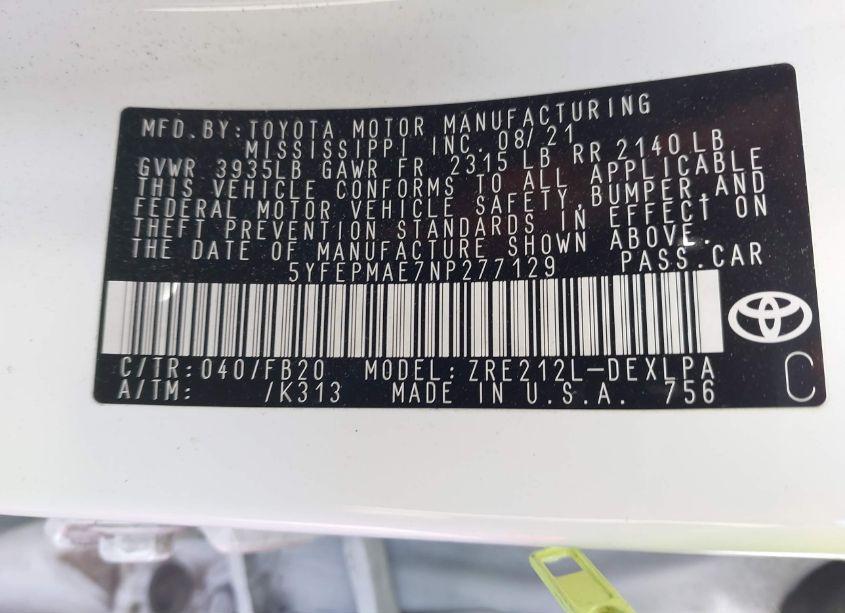 MFD.BY:TOYOTA MOTOR MANUFACTURING
MISSISSIPPI INC. 08/21
GVWR 3935LB GAWR FR 2315LB RR 2140LB
THIS VEHICLE CONFORMS TO ALL APPLICABLE
FEDERAL MOTOR VEHICLE SAFETY,BUMPER,AND
THEFT PREVENTION STANDARDS IN EFFECT ON
THE DATE OF MANUFACTURE SHOWN ABOVE.
5YFEPMAE7NP277129 PASS.CAR
C/TR:040/FB20 MODEL:ZRE212L-DEXLPA
A/TM: /K313 MADE IN U.S.A. 756
C